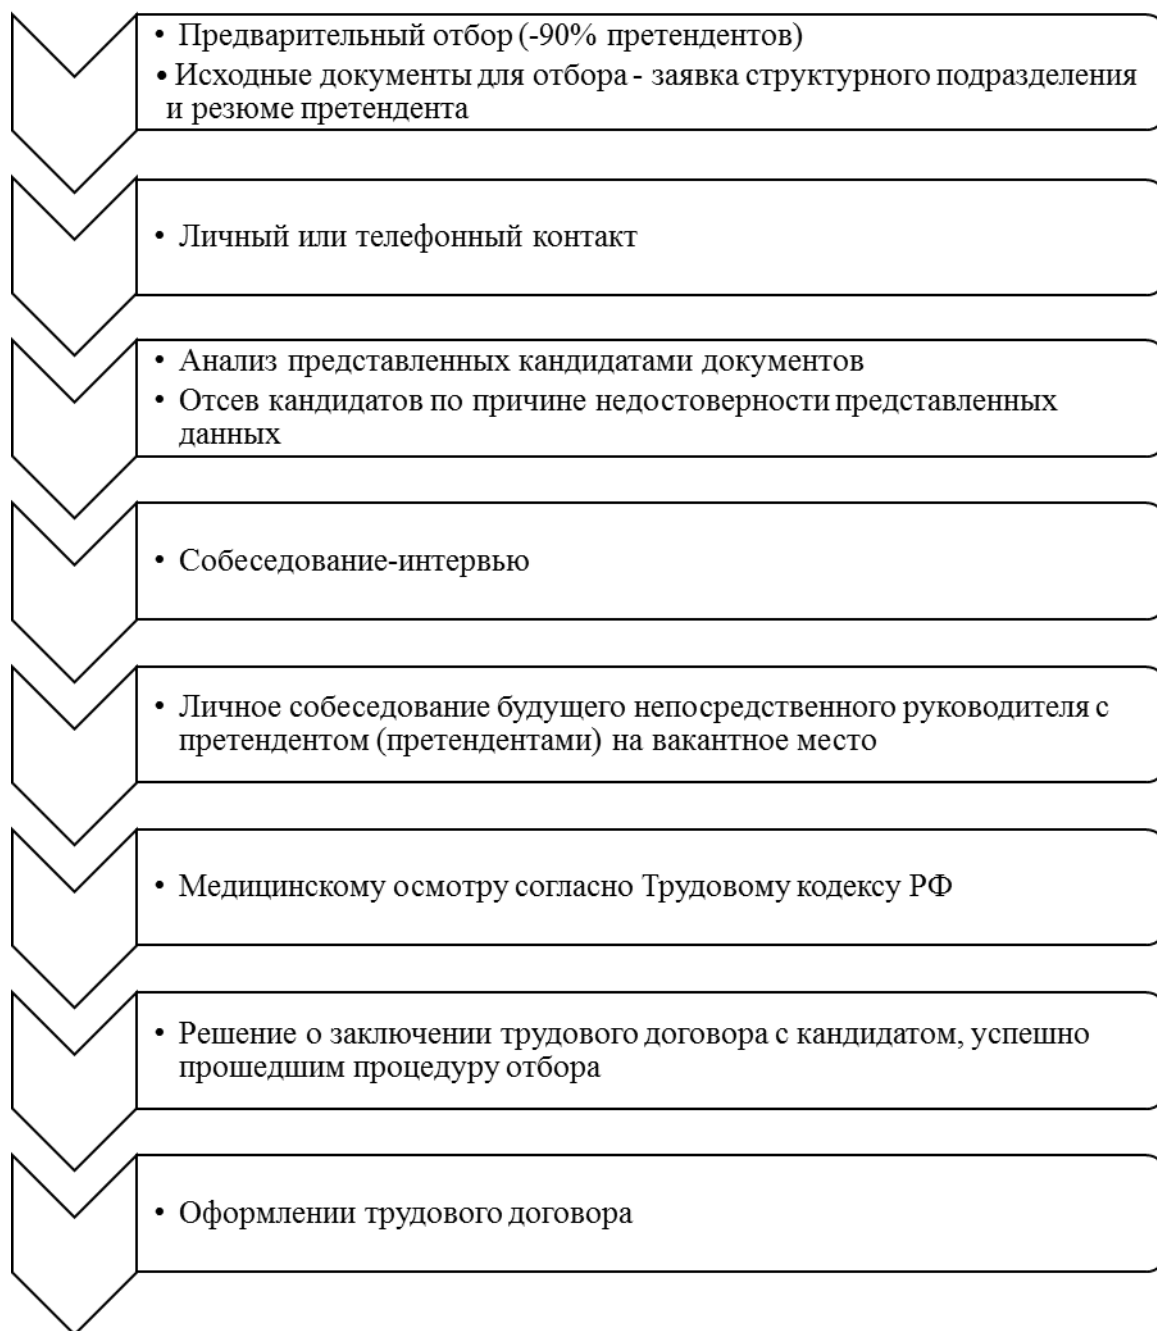 • Предварительный отбор (-90% претендентов)
• Исходные документы для отбора - заявка структурного подразделения
и резюме претендента
• Личный или телефонный контакт
• Анализ представленных кандидатами документов
• Отсев кандидатов по причине недостоверности представленных
данных
• Собеседование-интервью
• Личное собеседование будущего непосредственного руководителя с
претендентом (претендентами) на вакантное место
• Медицинскому осмотру согласно Трудовому кодексу РФ
• Решение о заключении трудового договора с кандидатом, успешно
прошедшим процедуру отбора
• Оформлении трудового договора